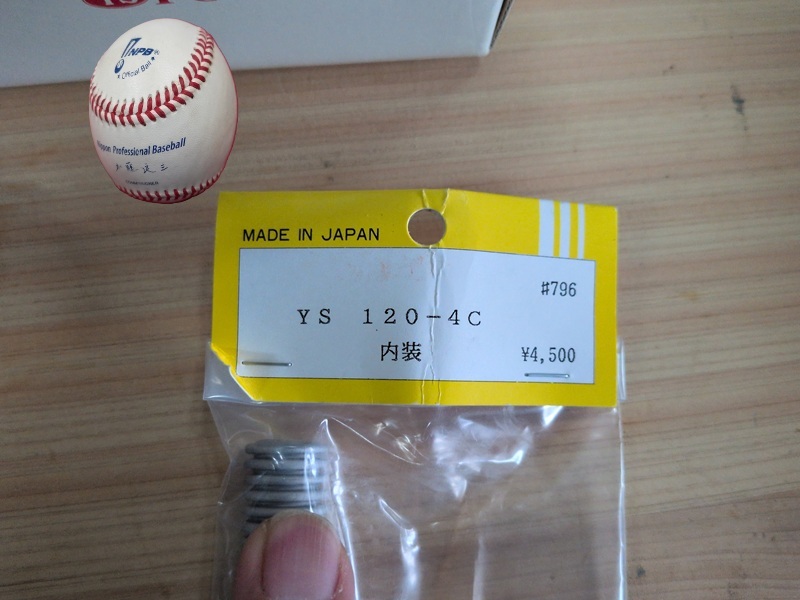 NPB
Official Ball
Nippon Professional Baseball
MADE IN JAPAN
#796
YS 120-4C
内装
¥4,500